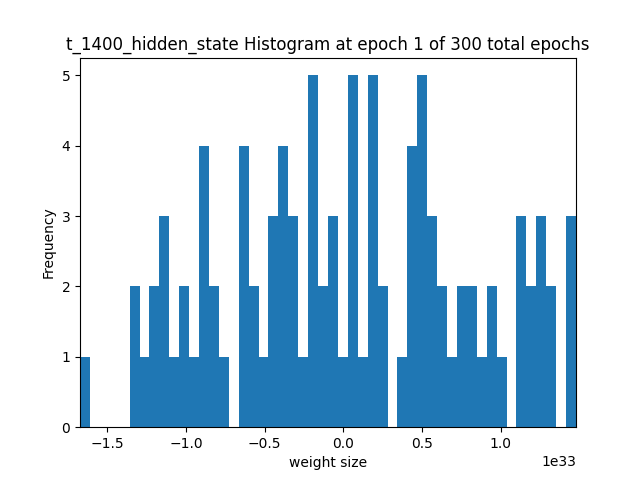 t_1400_hidden_state Histogram at epoch 1 of 300 total epochs
5
4
3
2
1
0
Frequency
−1.5 −1.0 −0.5 0.0 0.5 1.0
weight size
1e33